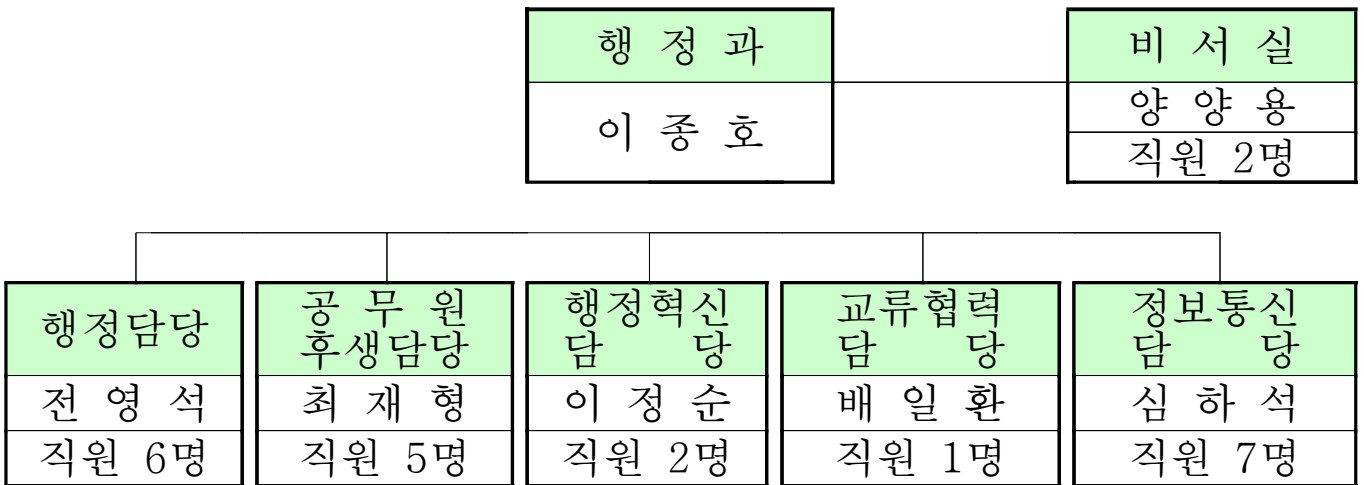 행 정 과
비 서 실
이 종 호
양 양 용
직원 2명
행정담당
공 무 원
후생담당
행정혁신
담 당
교류협력
담 당
정보통신
담 당
전 영 석
최 재 형
이 정 순
배 일 환
심 하 석
직원 6명
직원 5명
직원 2명
직원 1명
직원 7명